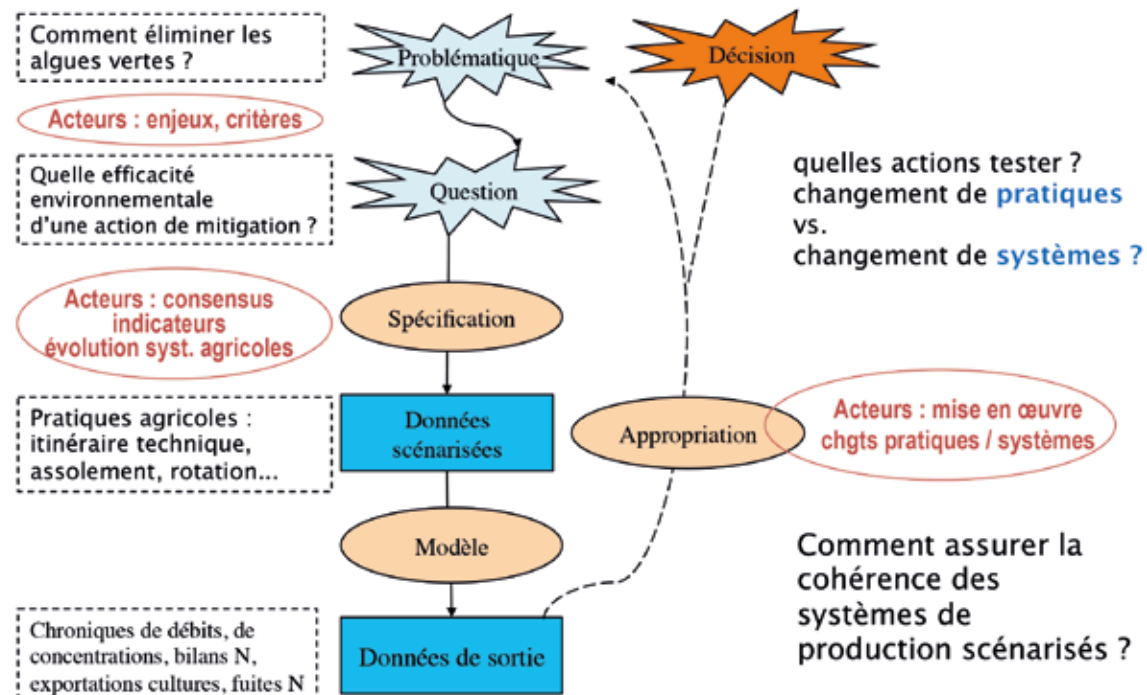 Comment éliminer les
algues vertes ?
Problématique
Décision
Acteurs : enjeux, critères
Quelle efficacité
environnementale
d'une action de mitigation ?
Question
quelles actions tester ?
changement de pratiques
vs.
changement de systèmes ?
Acteurs : consensus
indicateurs
évolution syst. agricoles
Spécification
Pratiques agricoles :
itinéraire technique,
assolement, rotation...
Données
scénarisées
Appropriation
Acteurs : mise en œuvre
chgts pratiques / systèmes
Modèle
Comment assurer la
cohérence des
systèmes de
production scénarisés ?
Chroniques de débits, de
concentrations, bilans N,
exportations cultures, fuites N
Données de sortie